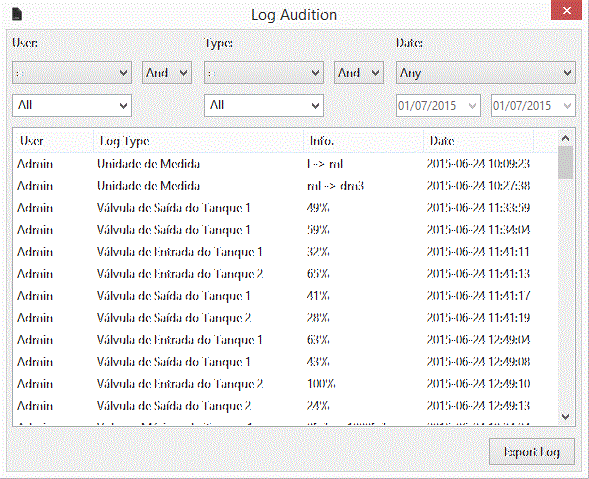 Log Audition
User: Type: Date:
And And Any
All All 01/07/2015 01/07/2015
User Log Type Info. Date
Admin Unidade de Medida l -> ml 2015-06-24 10:09:23
Admin Unidade de Medida ml -> dm3 2015-06-24 10:27:38
Admin Válvula de Saída do Tanque 1 49% 2015-06-24 11:33:59
Admin Válvula de Saída do Tanque 1 59% 2015-06-24 11:34:04
Admin Válvula de Entrada do Tanque 1 32% 2015-06-24 11:41:11
Admin Válvula de Entrada do Tanque 2 65% 2015-06-24 11:41:13
Admin Válvula de Saída do Tanque 1 41% 2015-06-24 11:41:17
Admin Válvula de Saída do Tanque 2 28% 2015-06-24 11:41:19
Admin Válvula de Entrada do Tanque 1 63% 2015-06-24 12:49:04
Admin Válvula de Saída do Tanque 1 43% 2015-06-24 12:49:08
Admin Válvula de Entrada do Tanque 2 100% 2015-06-24 12:49:10
Admin Válvula de Saída do Tanque 2 24% 2015-06-24 12:49:13
Export Log